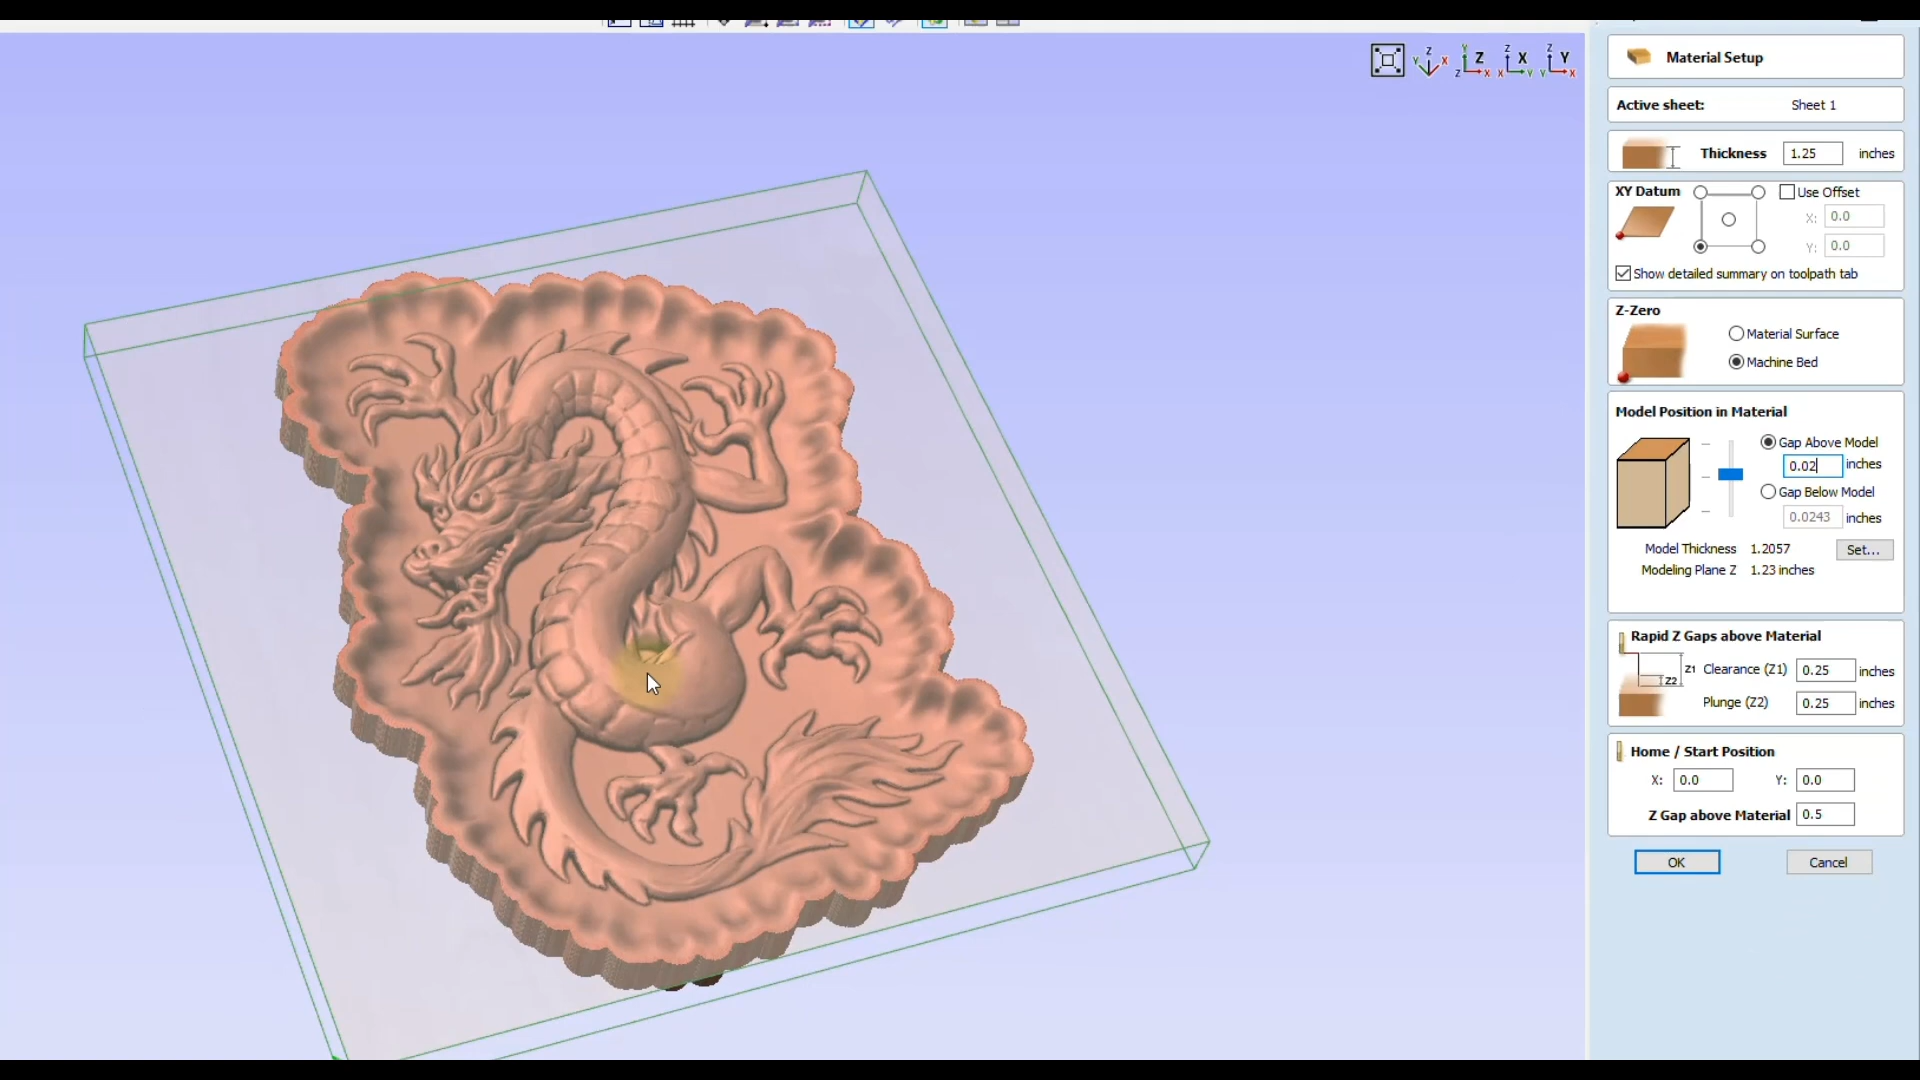 Z
Y X
Y
Z
Z X
Z
X
X Y
Z
Y
Y X
Material Setup
Active sheet: Sheet 1
Thickness 1.25 inches
XY Datum
Use Offset
X: 0.0
Y: 0.0
Show detailed summary on toolpath tab
Z-Zero
Material Surface
Machine Bed
Model Position in Material
Gap Above Model
0.02 inches
Gap Below Model
0.0243 inches
Model Thickness 1.2057 Set...
Modeling Plane Z 1.23 inches
Rapid Z Gaps above Material
Z1 Clearance (Z1) 0.25 inches
Z2
Plunge (Z2) 0.25 inches
Home / Start Position
X: 0.0 Y: 0.0
Z Gap above Material 0.5
OK Cancel